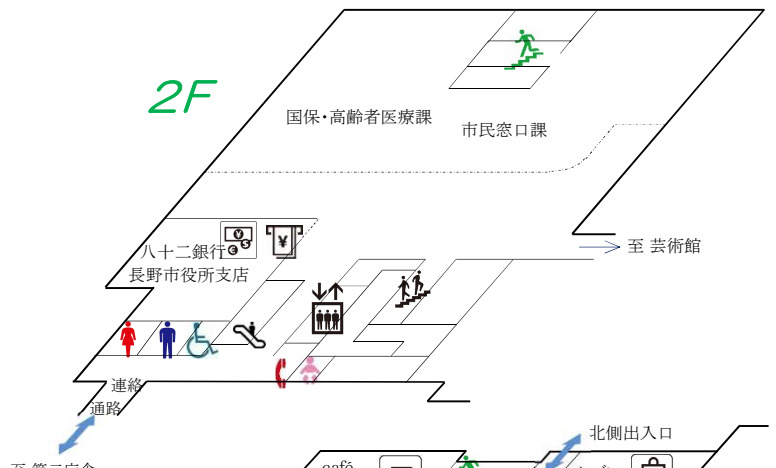 2F
国保・高齢者医療課
市民窓口課
八十二銀行
長野市役所支店
至 芸術館
連絡
通路
北側出入口
café